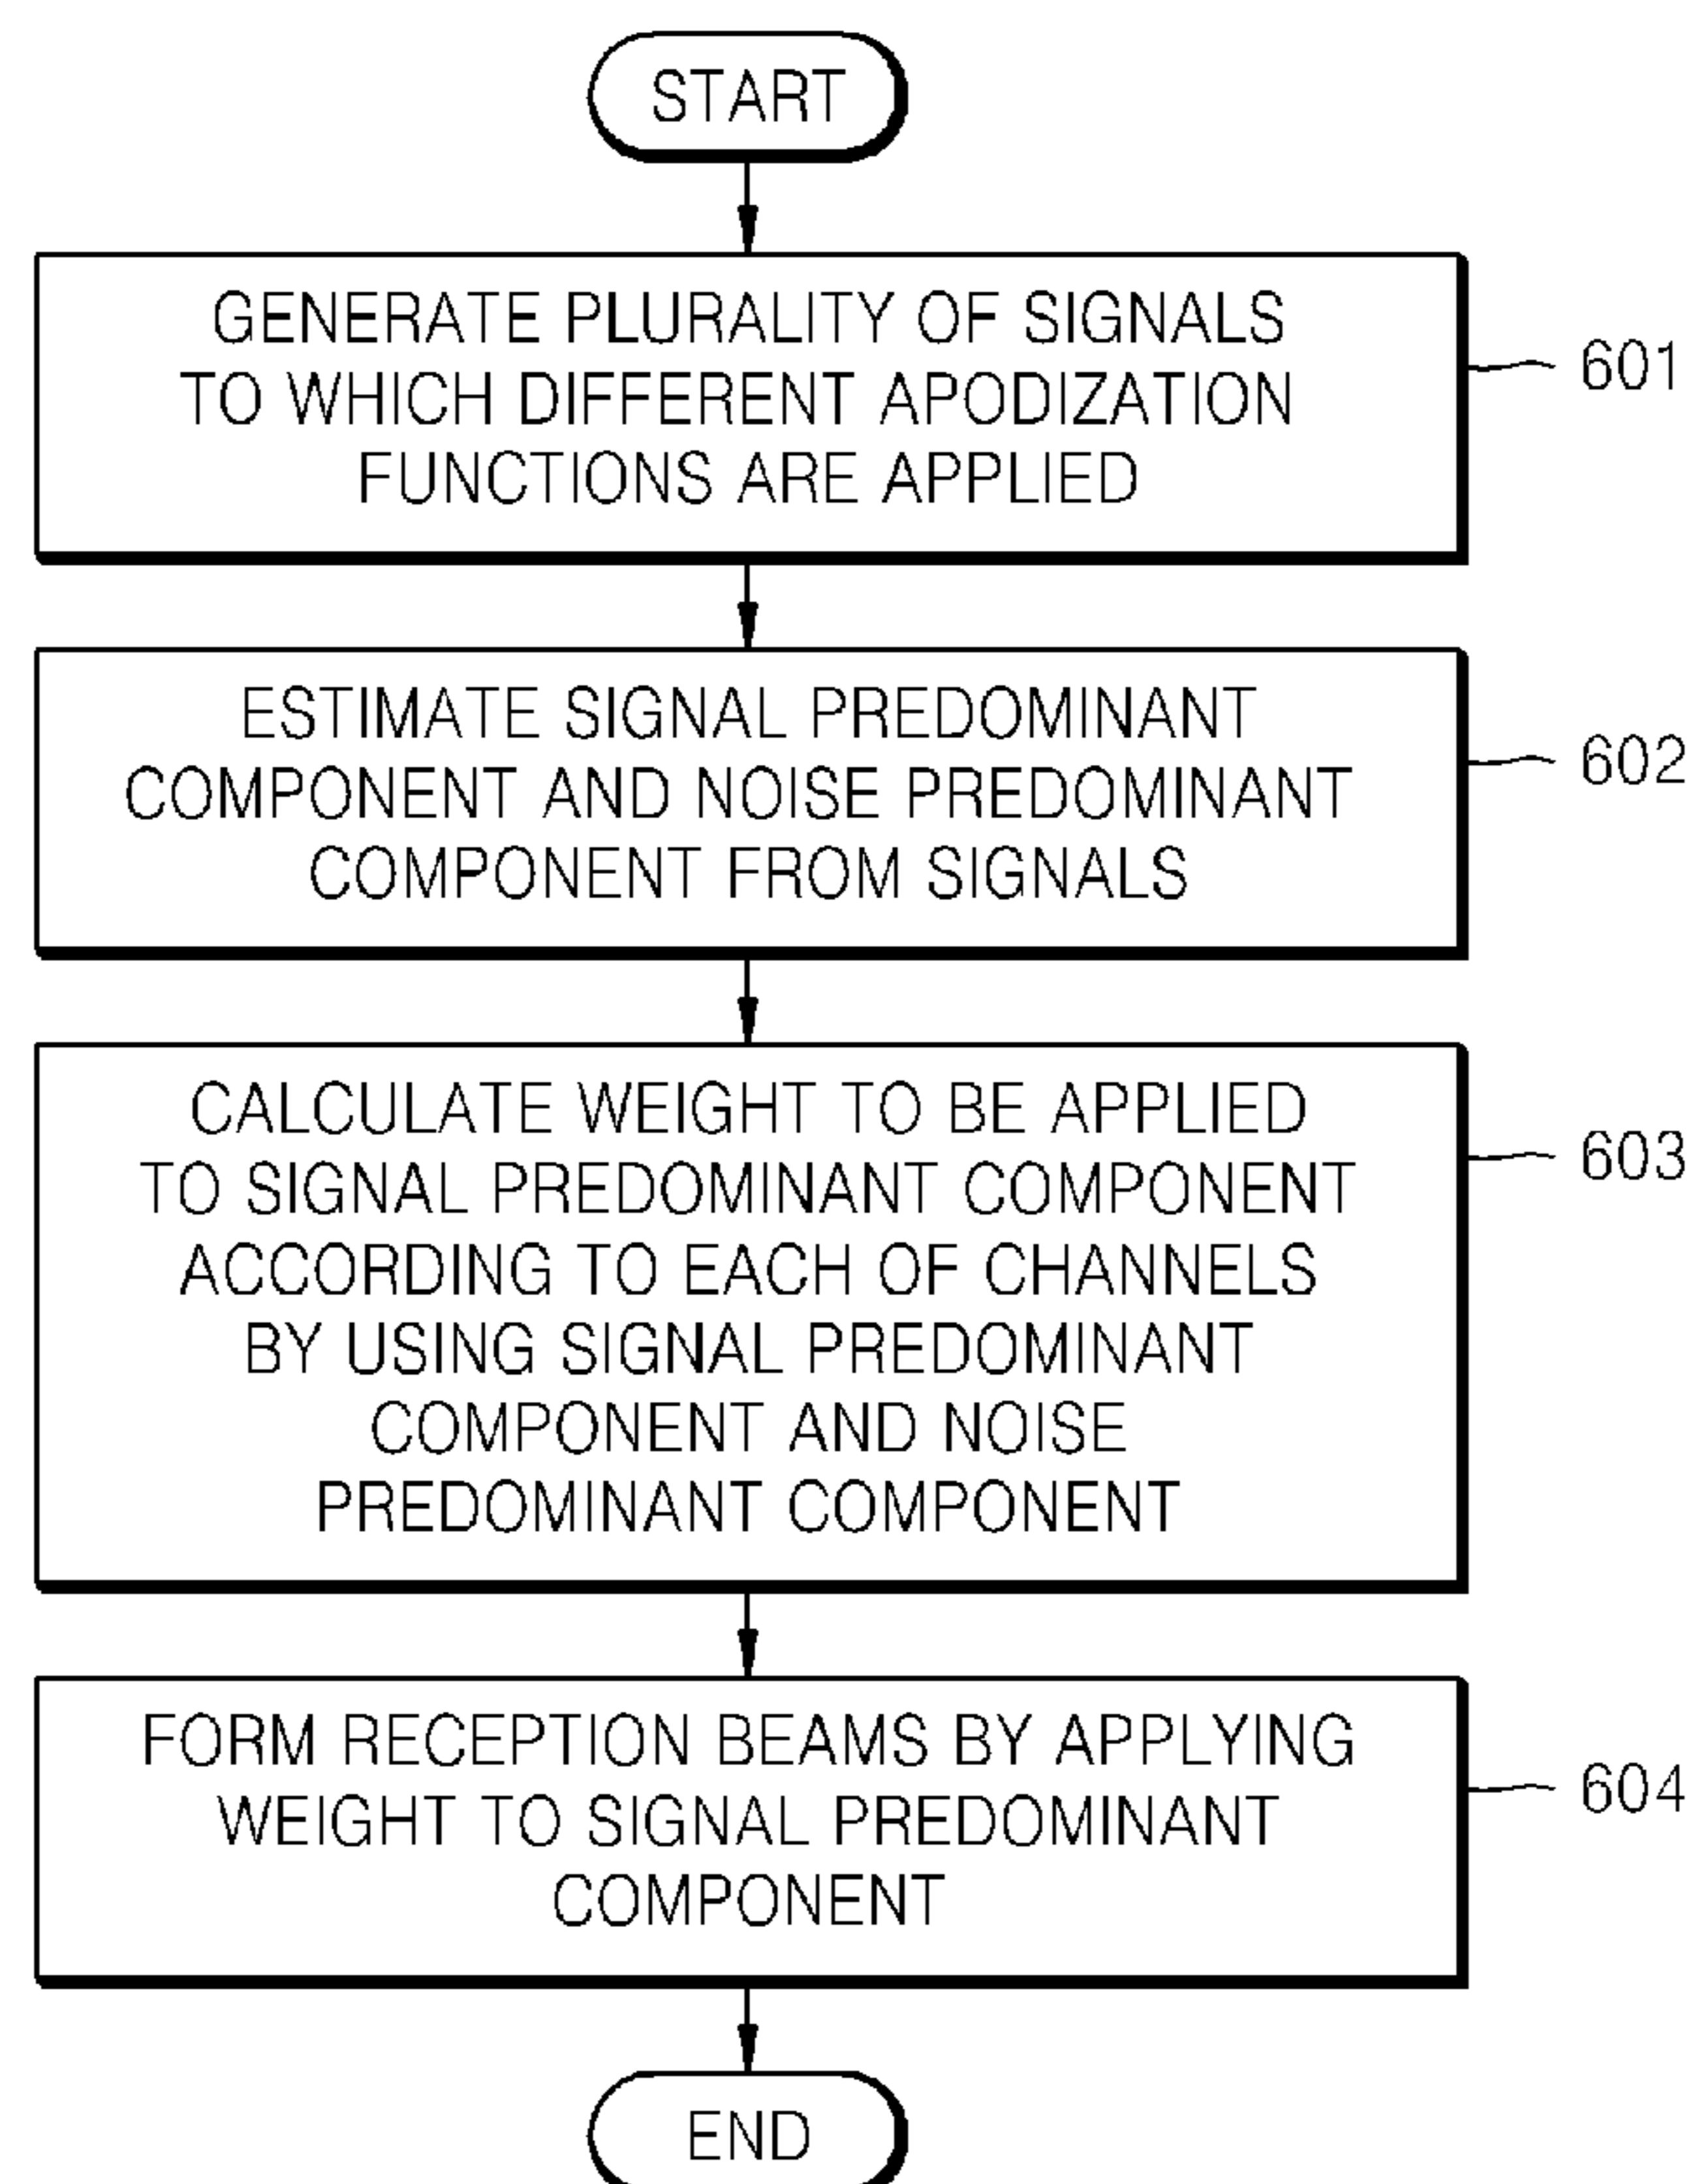 START
GENERATE PLURALITY OF SIGNALS
TO WHICH DIFFERENT APODIZATION
FUNCTIONS ARE APPLIED
601
ESTIMATE SIGNAL PREDOMINANT
COMPONENT AND NOISE PREDOMINANT
COMPONENT FROM SIGNALS
602
CALCULATE WEIGHT TO BE APPLIED
TO SIGNAL PREDOMINANT COMPONENT
ACCORDING TO EACH OF CHANNELS
BY USING SIGNAL PREDOMINANT
COMPONENT AND NOISE
PREDOMINANT COMPONENT
603
FORM RECEPTION BEAMS BY APPLYING
WEIGHT TO SIGNAL PREDOMINANT
COMPONENT
604
END